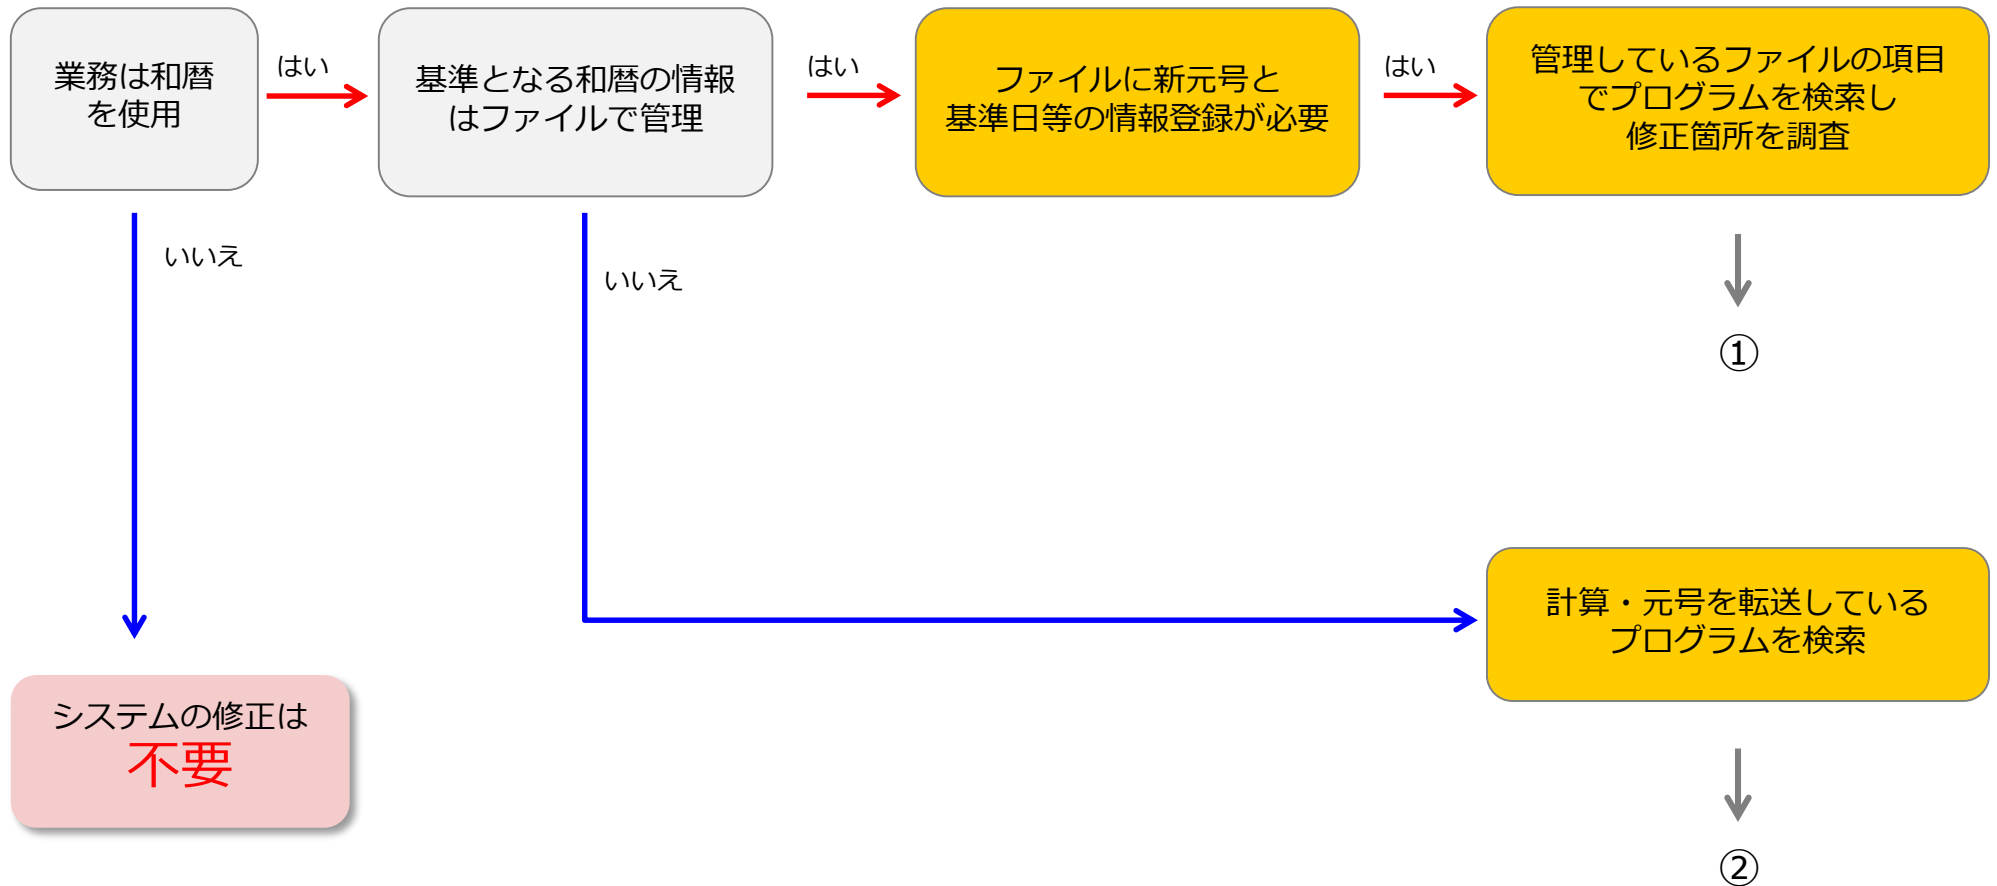 業務は和暦
を使用
はい
基準となる和暦の情報
はファイルで管理
はい
ファイルに新元号と
基準日等の情報登録が必要
はい
管理しているファイルの項目
でプログラムを検索し
修正箇所を調査
いいえ
いいえ
①
計算・元号を転送している
プログラムを検索
システムの修正は
不要
②